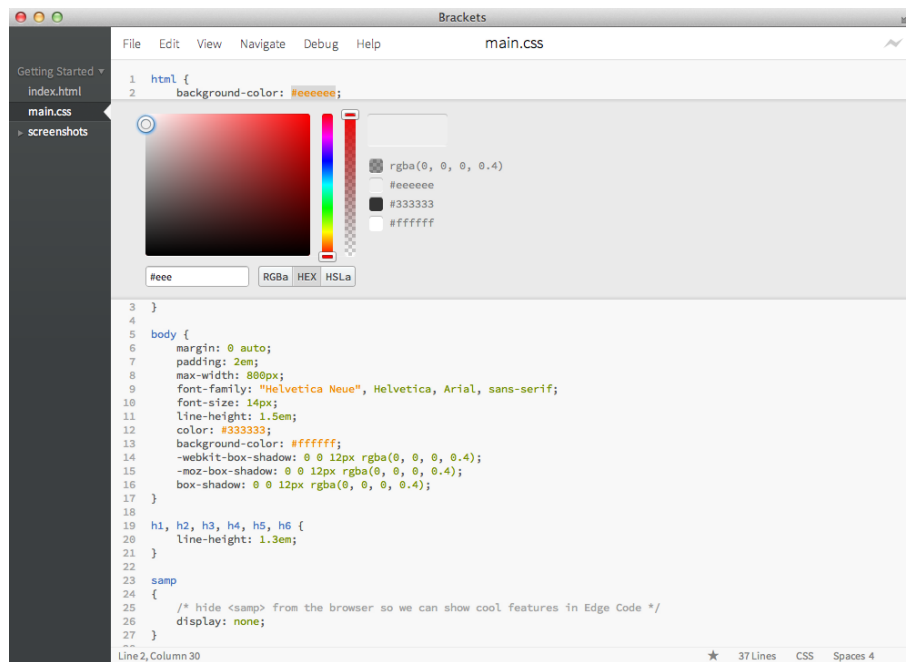 Brackets
File Edit View Navigate Debug Help main.css
Getting Started
index.html
main.css
screenshots
1 html {
2 background-color: #eeeeee;
rgba(0, 0, 0, 0.4)
#eeeeee
#333333
#ffffff
#eee RGBa HEX HSLa
3 }
4
5 body {
6 margin: 0 auto;
7 padding: 2em;
8 max-width: 800px;
9 font-family: "Helvetica Neue", Helvetica, Arial, sans-serif;
10 font-size: 14px;
11 line-height: 1.5em;
12 color: #333333;
13 background-color: #ffffff;
14 -webkit-box-shadow: 0 0 12px rgba(0, 0, 0, 0.4);
15 -moz-box-shadow: 0 0 12px rgba(0, 0, 0, 0.4);
16 box-shadow: 0 0 12px rgba(0, 0, 0, 0.4);
17 }
18
19 h1, h2, h3, h4, h5, h6 {
20 line-height: 1.3em;
21 }
22
23 samp
24 {
25 /* hide <samp> from the browser so we can show cool features in Edge Code */
26 display: none;
27 }
Line 2, Column 30 37 Lines CSS Spaces 4